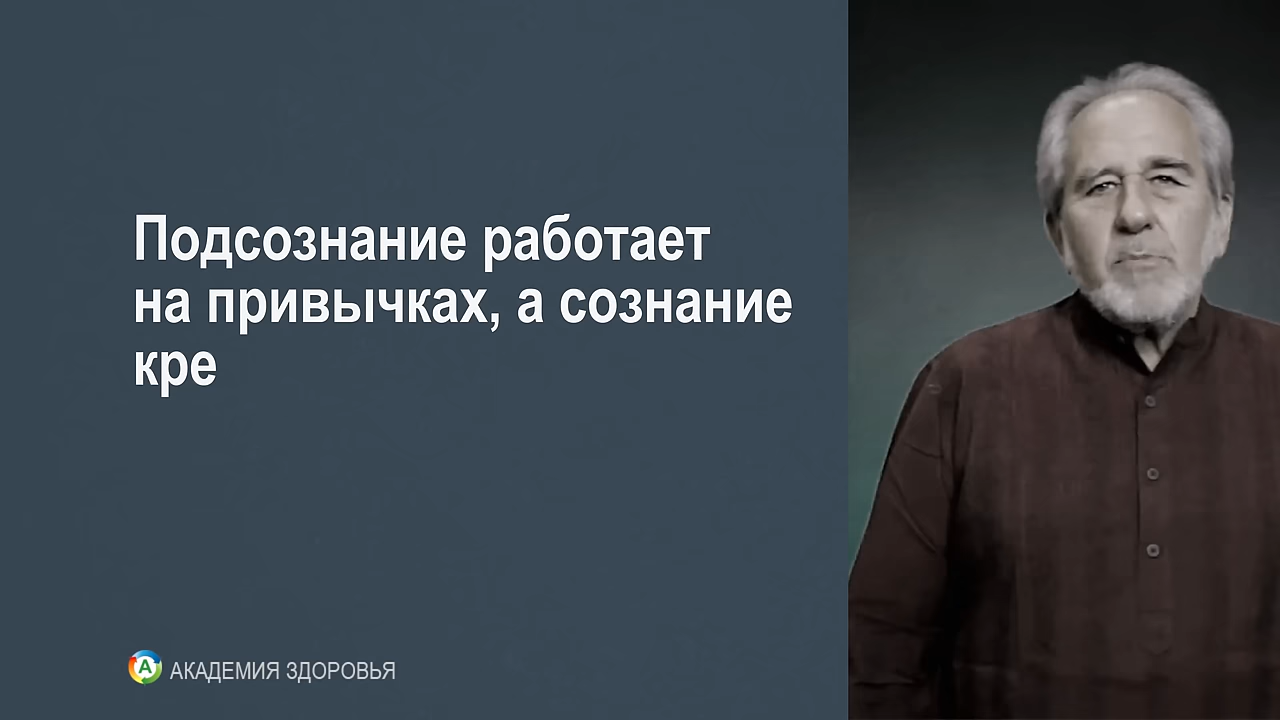 Подсознание работает
на привычках, а сознание
кре
АКАДЕМИЯ ЗДОРОВЬЯ